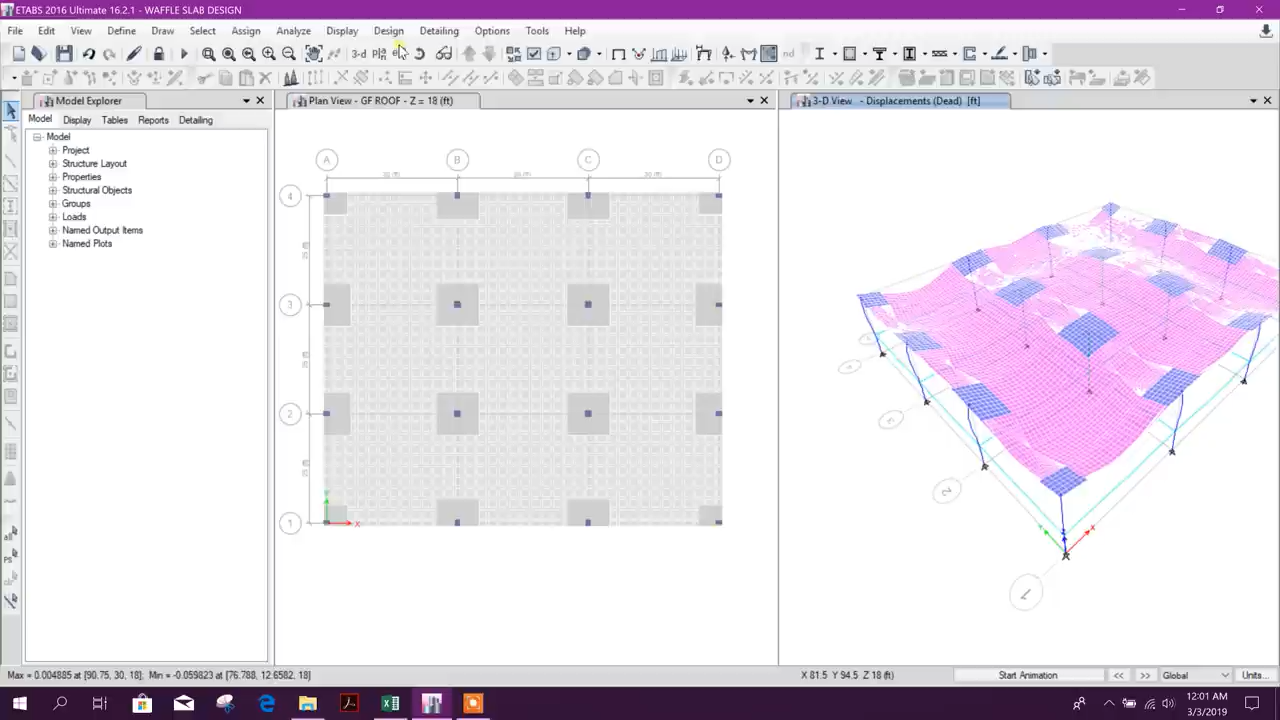 ETABS 2016 Ultimate 16.2.1 - WAFFLE SLAB DESIGN
File Edit View Define Draw Select Assign Analyze Display Design Detailing Options Tools Help
3-d
nd
Model Explorer
Plan View - GF ROOF - Z = 18 (ft)
3-D View - Displacements (Dead) [ft]
Model Display Tables Reports Detailing
Model
Project
Structure Layout
Properties
Structural Objects
Groups
Loads
Named Output Items
Named Plots
A B C D
4
3
2
1
X
Y
X
Z
2
1
Max = 0.004885 at [90.75, 30, 18]; Min = -0.059823 at [76.788, 12.6582, 18]
X 81.5 Y 94.5 Z 18 (ft)
Start Animation
<< >>
Global
Units...
12:01 AM
3/3/2019